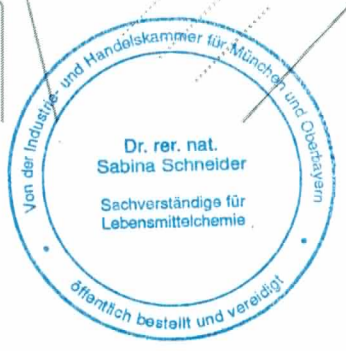 Von der Industrie- und Handelskammer für München und Oberbayern
Dr. rer. nat.
Sabina Schneider
Sachverständige für
Lebensmittelchemie
öffentlich bestellt und vereidigt